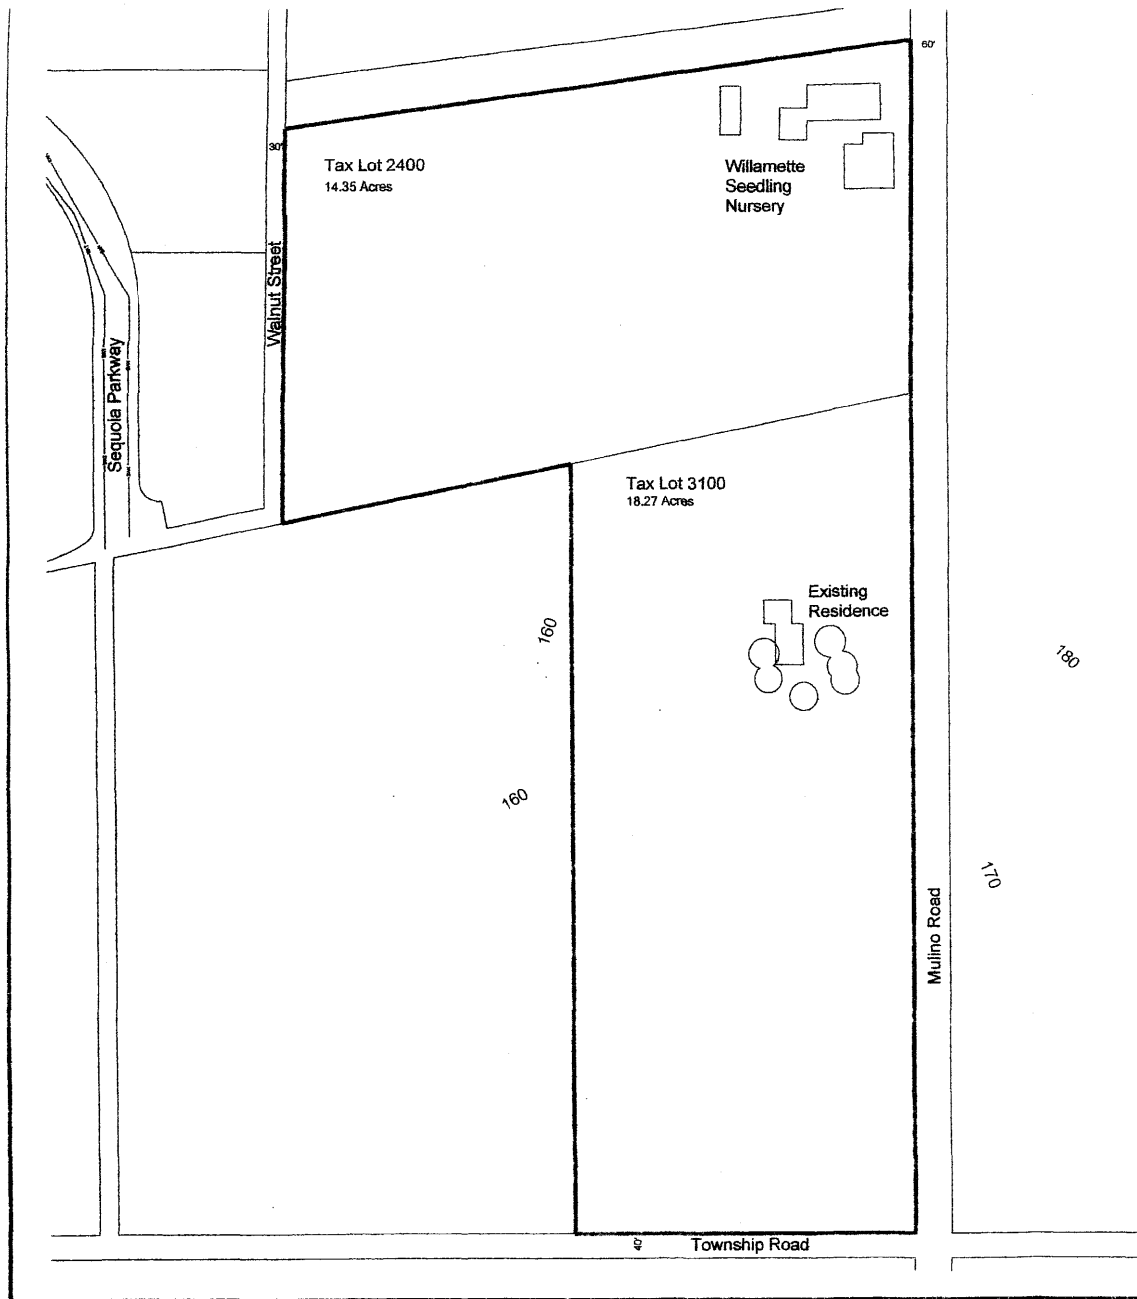 60'
30'
Tax Lot 2400
14.35 Acres
Willamette
Seedling
Nursery
Walnut Street
Sequoia Parkway
Tax Lot 3100
18.27 Acres
Existing
Residence
160
180
160
170
Mulino Road
40'
Township Road